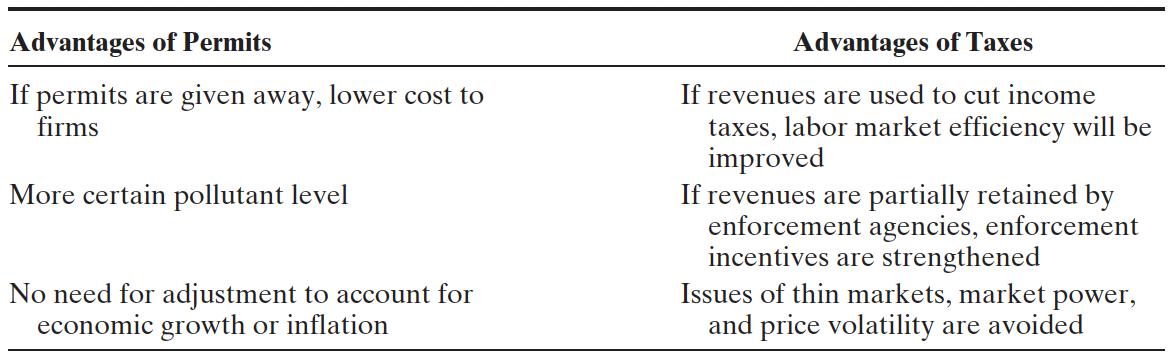 Advantages of Permits
Advantages of Taxes
If permits are given away, lower cost to
firms
If revenues are used to cut income
taxes, labor market efficiency will be
improved
More certain pollutant level
If revenues are partially retained by
enforcement agencies, enforcement
incentives are strengthened
No need for adjustment to account for
economic growth or inflation
Issues of thin markets, market power,
and price volatility are avoided